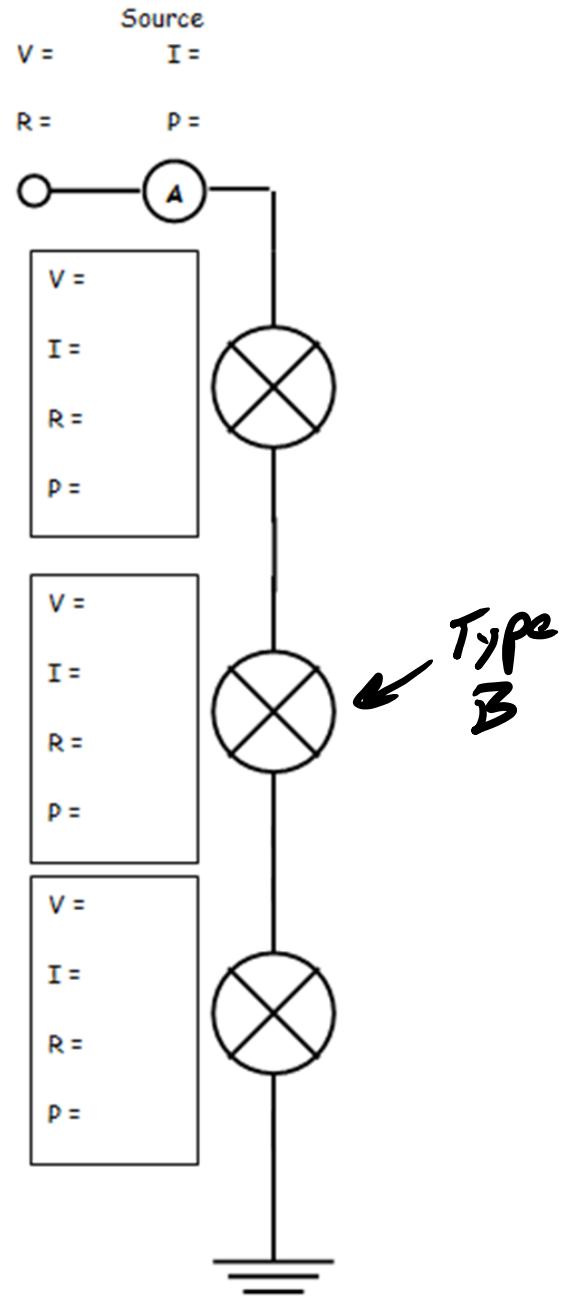 Source
V = I =
R = P =
A
V =
I =
R =
P =
V =
I =
R =
P =
Type
B
V =
I =
R =
P =